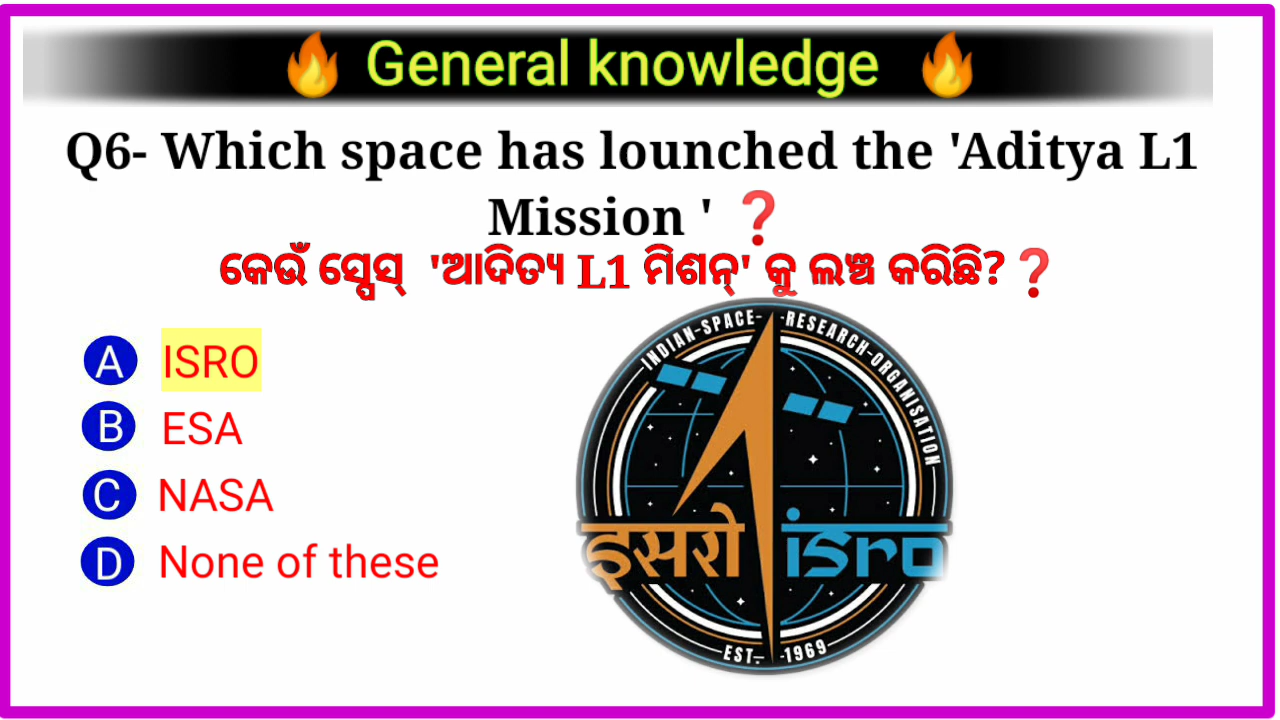 🔥 General knowledge 🔥
Q6- Which space has lounched the 'Aditya L1
Mission ' ❓
କେଉଁ ସ୍ପେସ୍ 'ଆଦିତ୍ୟ L1 ମିଶନ୍' କୁ ଲଞ୍ଚ କରିଛି? ❓
A ISRO
B ESA
C NASA
D None of these
INDIAN-SPACE- -RESEARCH-ORGANISATION
इसरो isro
EST.- -1969